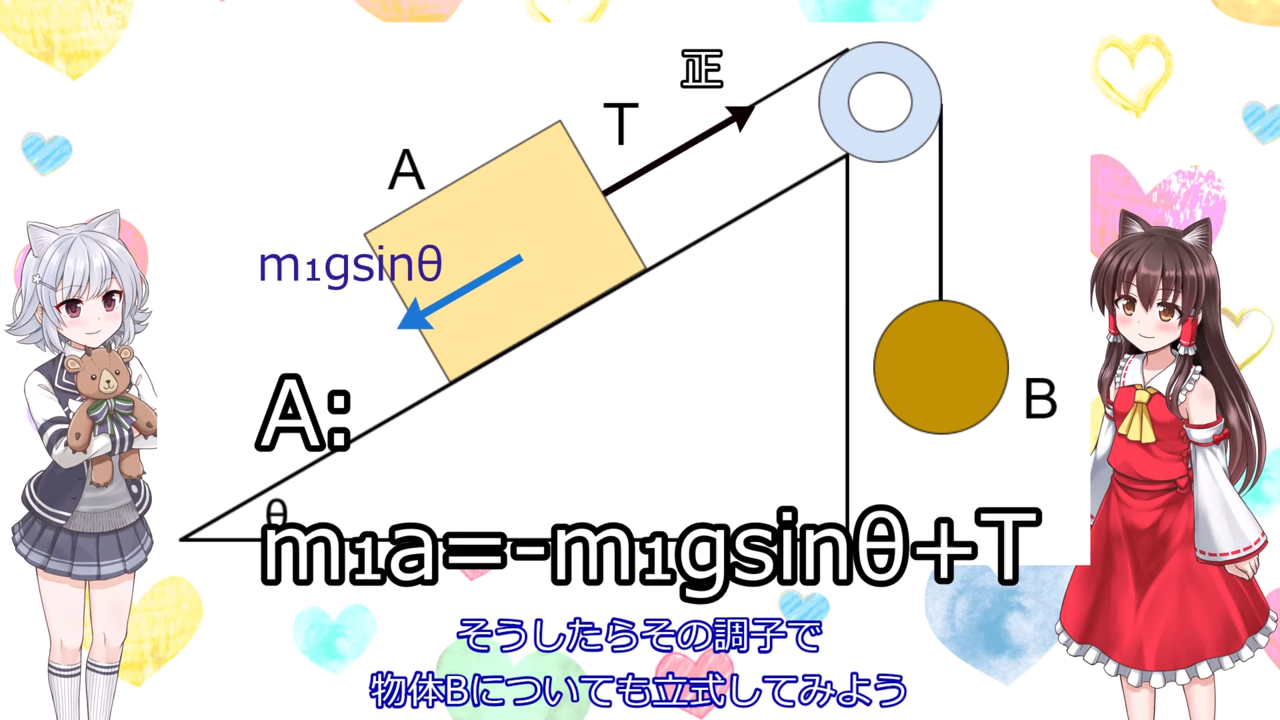 正
T
A
m₁gsinθ
B
A:
θ
m₁a=-m₁gsinθ+T
そうしたらその調子で
物体Bについても立式してみよう